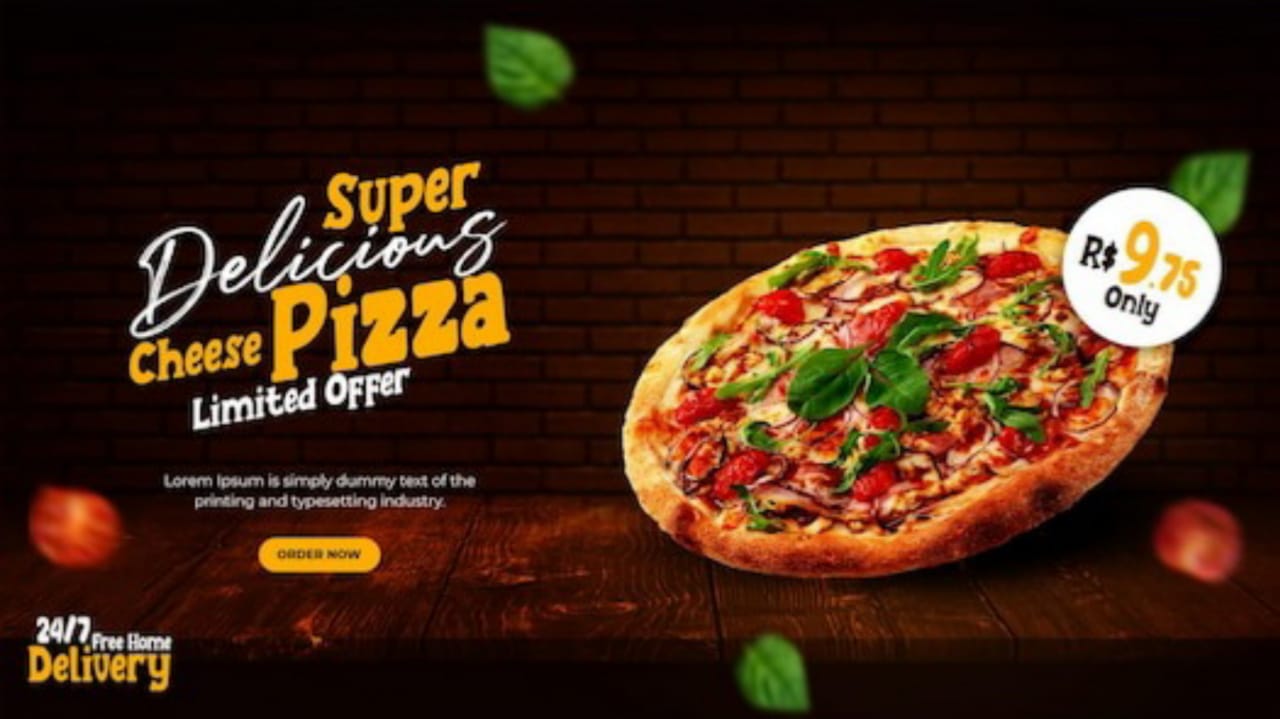 Super
Delicious
Cheese Pizza
Limited Offer
Lorem Ipsum is simply dummy text of the
printing and typesetting industry.
ORDER NOW
R$ 9.75
Only
24/7 Free Home
Delivery